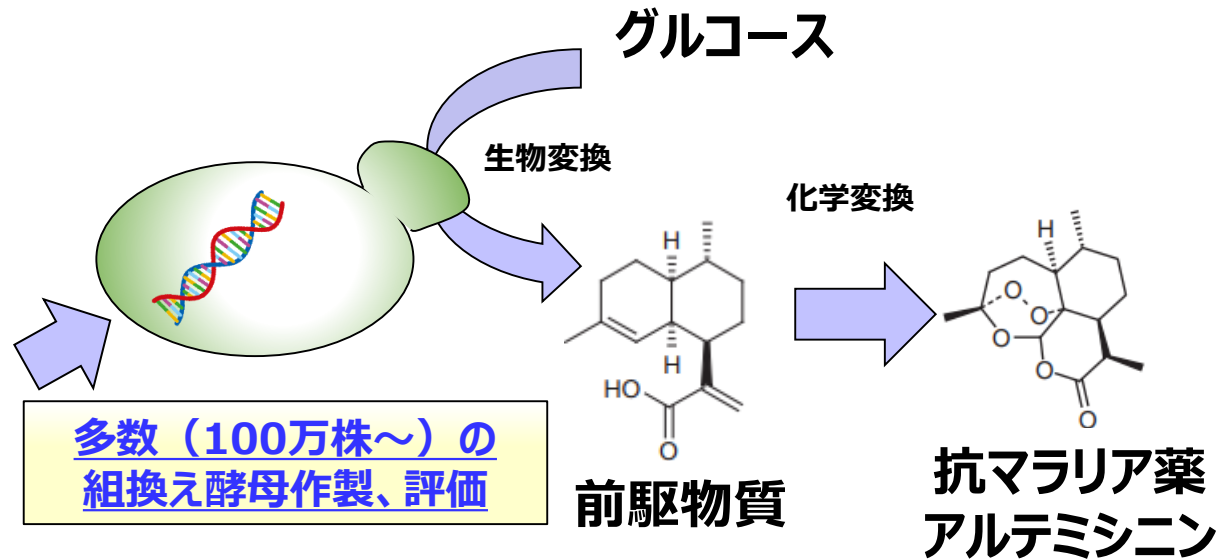 グルコース
生物変換
化学変換
多数（100万株～）の
組換え酵母作製、評価
H
H
HO
O
前駆物質
H
O
O
O
O
O
抗マラリア薬
アルテミシニン